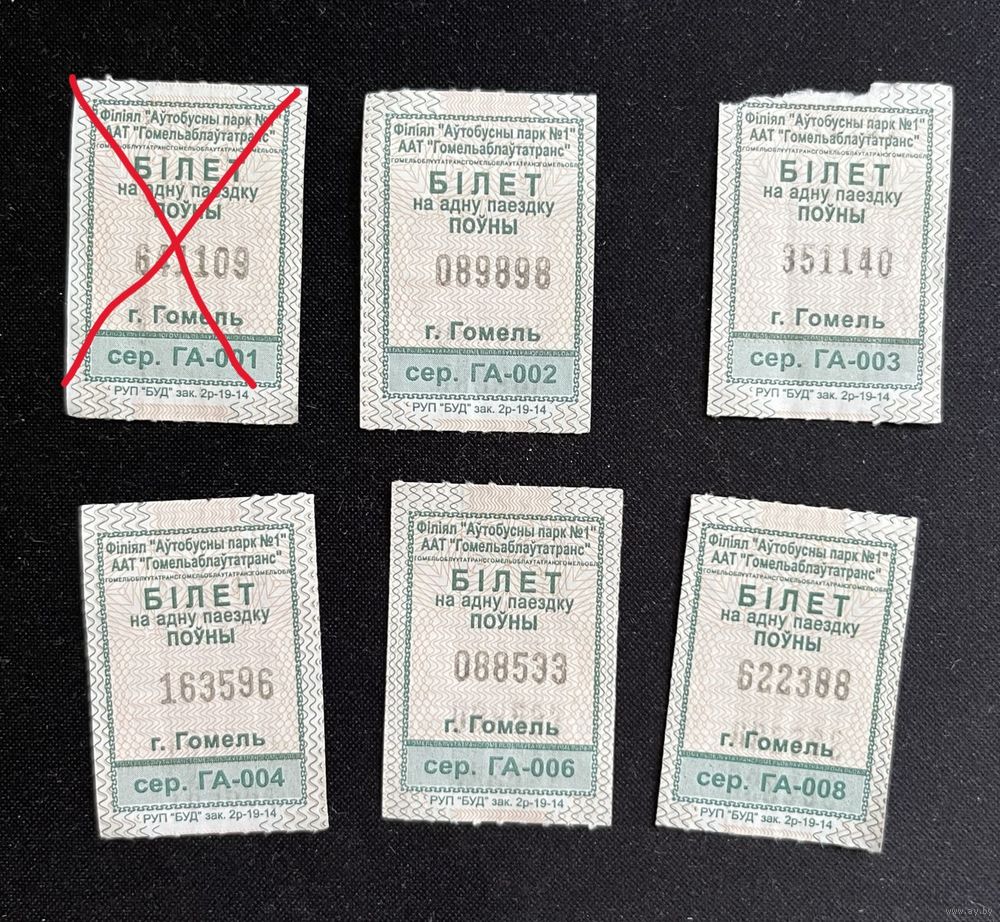 Філіял "Аўтобусны парк №1"
ААТ "Гомельаблаўтатранс"
БІЛЕТ
на адну паездку
ПОЎНЫ
109
г. Гомель
сер. ГА-001
РУП "БУД" зак. 2р-19-14
Філіял "Аўтобусны парк №1"
ААТ "Гомельаблаўтатранс"
БІЛЕТ
на адну паездку
ПОЎНЫ
089898
г. Гомель
сер. ГА-002
РУП "БУД" зак. 2р-19-14
Філіял "Аўтобусны парк №1"
ААТ "Гомельаблаўтатранс"
БІЛЕТ
на адну паездку
ПОЎНЫ
351140
г. Гомель
сер. ГА-003
РУП "БУД" зак. 2р-19-14
Філіял "Аўтобусны парк №1"
ААТ "Гомельаблаўтатранс"
БІЛЕТ
на адну паездку
ПОЎНЫ
163596
г. Гомель
сер. ГА-004
РУП "БУД" зак. 2р-19-14
Філіял "Аўтобусны парк №1"
ААТ "Гомельаблаўтатранс"
БІЛЕТ
на адну паездку
ПОЎНЫ
088533
г. Гомель
сер. ГА-006
РУП "БУД" зак. 2р-19-14
Філіял "Аўтобусны парк №1"
ААТ "Гомельаблаўтатранс"
БІЛЕТ
на адну паездку
ПОЎНЫ
622388
г. Гомель
сер. ГА-008
РУП "БУД" зак. 2р-19-14
www.ay.by